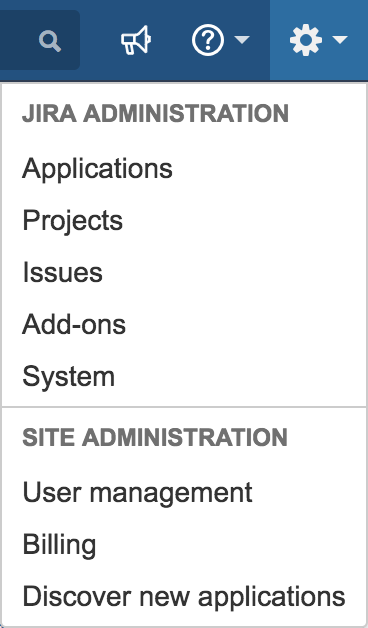 JIRA ADMINISTRATION
Applications
Projects
Issues
Add-ons
System
SITE ADMINISTRATION
User management
Billing
Discover new applications